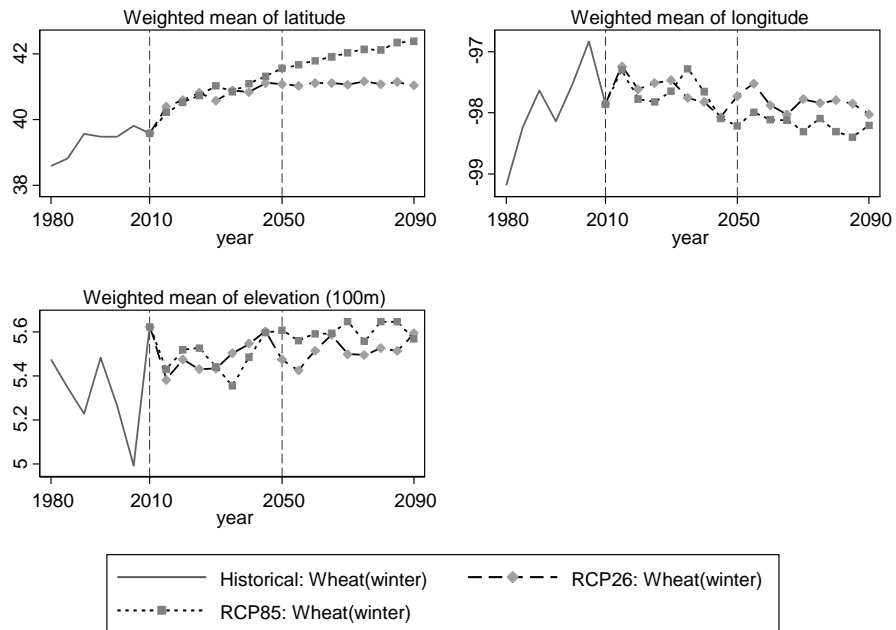 Weighted mean of latitude
42
40
38
1980 2010 2050 2090
year
Weighted mean of longitude
-97
-98
-99
1980 2010 2050 2090
year
Weighted mean of elevation (100m)
5.6
5.4
5.2
5
1980 2010 2050 2090
year
Historical: Wheat(winter) RCP26: Wheat(winter)
RCP85: Wheat(winter)